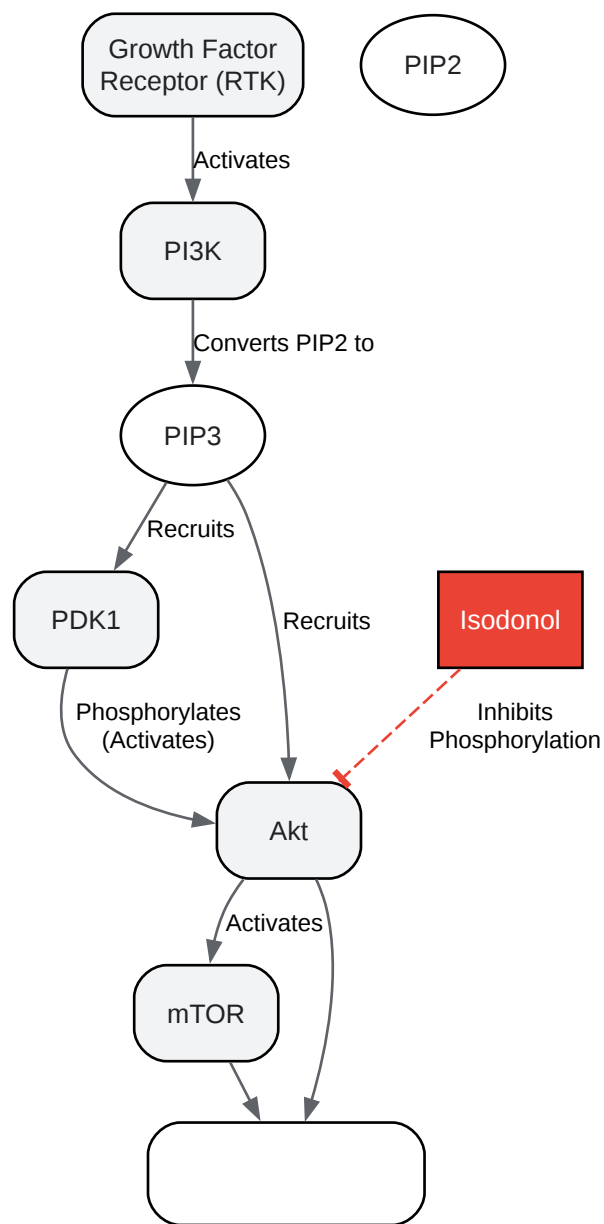 Growth Factor
Receptor (RTK)
PIP2
Activates
PI3K
Converts PIP2 to
PIP3
Recruits
PDK1
Recruits
Isodonol
Phosphorylates
(Activates)
Inhibits
Phosphorylation
Akt
Activates
mTOR